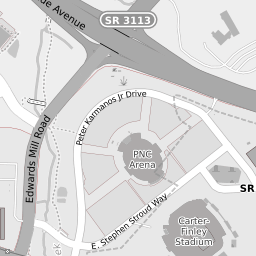 ue Avenue
SR 3113
Peter Karmanos Jr Drive
Edwards Mill Road
PNC
Arena
SR
E. Stephen Stroud Way
Carter-
Finley
Stadium